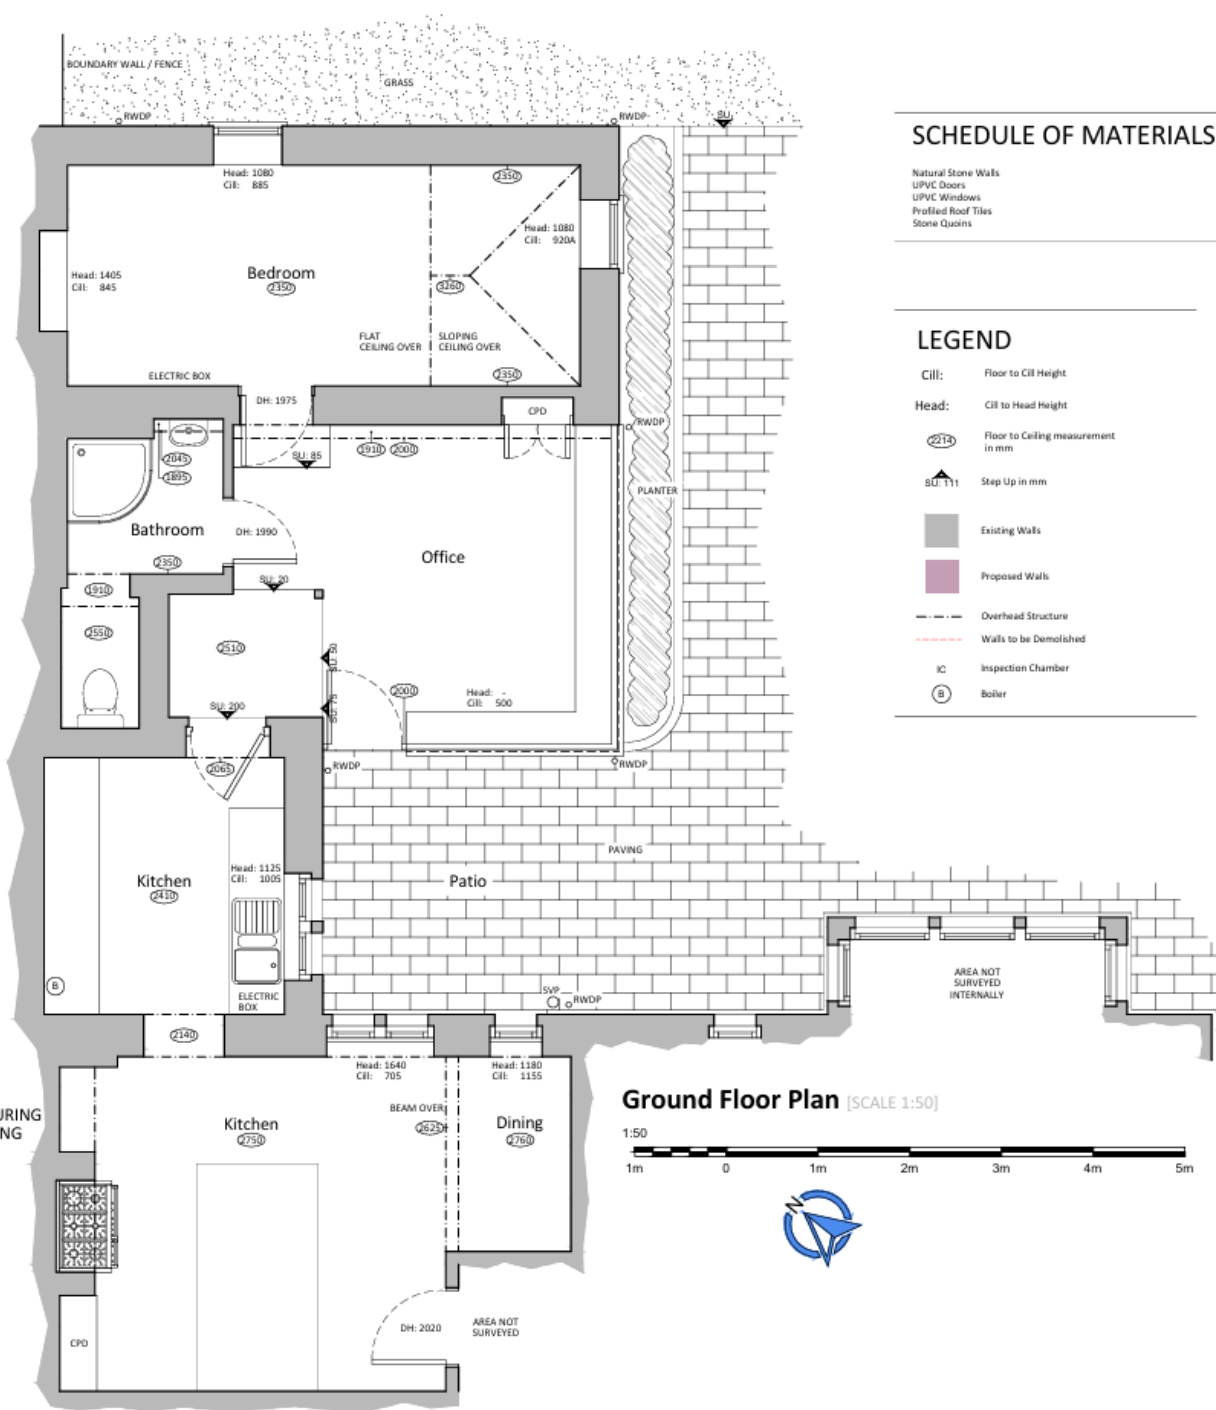 BOUNDARY WALL / FENCE
GRASS
RWDP
RWDP
SU
Head: 1080
Cill: 885
2350
Head: 1080
Cill: 920A
Head: 1405
Cill: 845
Bedroom
2350
3260
FLAT
CEILING OVER
SLOPING
CEILING OVER
ELECTRIC BOX
2350
DH: 1975
CPD
RWDP
2045
1895
SU: 85
1910
2000
PLANTER
Bathroom
DH: 1990
Office
2350
SU: 20
1910
2550
2510
SU: 50
SU: 75
2000
Head: -
Cill: 500
SU: 200
2065
RWDP
RWDP
PAVING
Head: 1125
Cill: 1005
Kitchen
2410
Patio
B
ELECTRIC
BOX
SVP
RWDP
AREA NOT
SURVEYED
INTERNALLY
2140
Head: 1640
Cill: 705
Head: 1180
Cill: 1155
BEAM OVER
2625
URING
NG
Kitchen
2750
Dining
2760
CPD
DH: 2020
AREA NOT
SURVEYED
SCHEDULE OF MATERIALS
Natural Stone Walls
UPVC Doors
UPVC Windows
Profiled Roof Tiles
Stone Quoins
LEGEND
Cill: Floor to Cill Height
Head: Cill to Head Height
2214 Floor to Ceiling measurement
in mm
SU: 111 Step Up in mm
Existing Walls
Proposed Walls
Overhead Structure
Walls to be Demolished
IC Inspection Chamber
B Boiler
Ground Floor Plan [SCALE 1:50]
1:50
1m 0 1m 2m 3m 4m 5m
N